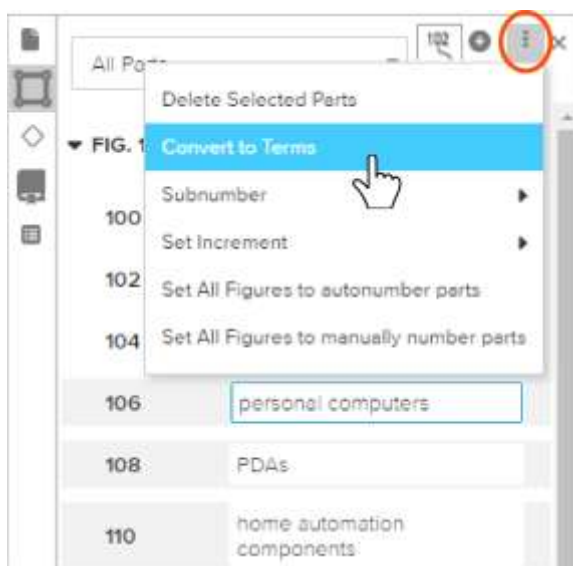 102
All Parts
Delete Selected Parts
FIG. 1
Convert to Terms
Subnumber
100
Set Increment
102
Set All Figures to autonumber parts
104
Set All Figures to manually number parts
106 personal computers
108 PDAs
110 home automation
components